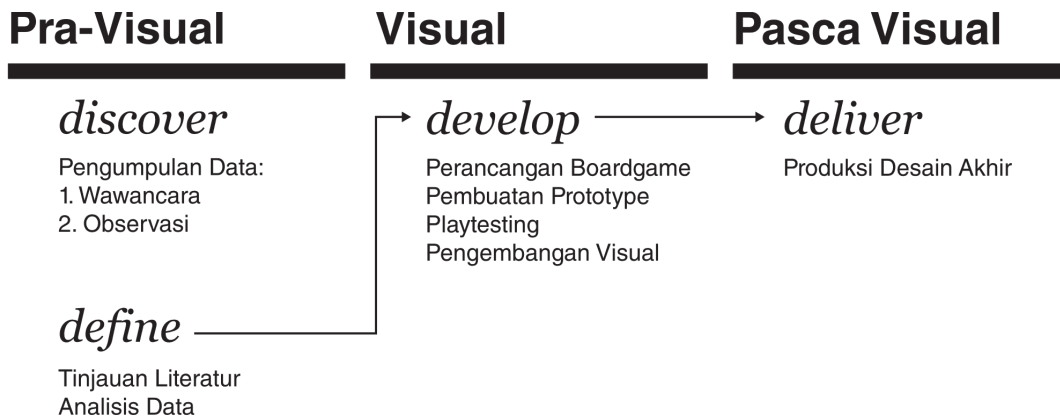 Pra-Visual
discover
Pengumpulan Data:
1. Wawancara
2. Observasi
define
Tinjauan Literatur
Analisis Data
Visual
develop
Perancangan Boardgame
Pembuatan Prototype
Playtesting
Pengembangan Visual
Pasca Visual
deliver
Produksi Desain Akhir